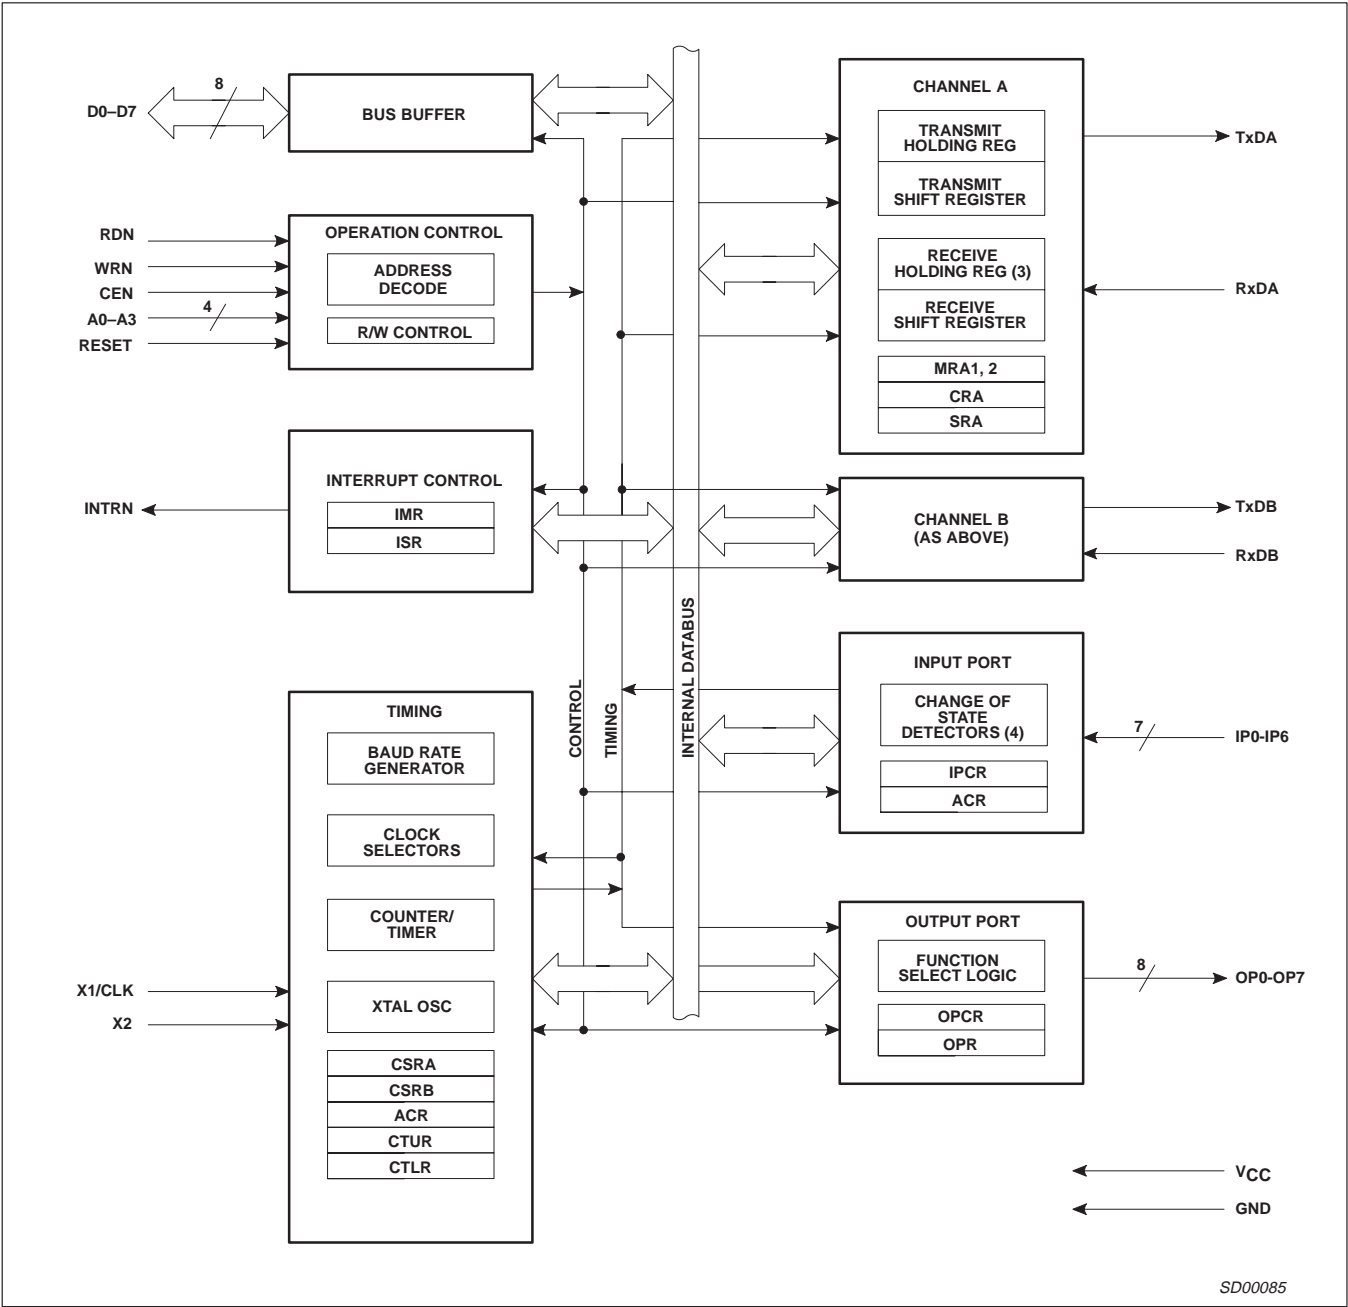 D0–D7
8
BUS BUFFER
RDN
WRN
CEN
A0–A3
4
RESET
OPERATION CONTROL
ADDRESS
DECODE
R/W CONTROL
INTRN
INTERRUPT CONTROL
IMR
ISR
TIMING
BAUD RATE
GENERATOR
CLOCK
SELECTORS
COUNTER/
TIMER
X1/CLK
X2
XTAL OSC
CSRA
CSRB
ACR
CTUR
CTLR
CONTROL
TIMING
INTERNAL DATABUS
CHANNEL A
TRANSMIT
HOLDING REG
TRANSMIT
SHIFT REGISTER
RECEIVE
HOLDING REG (3)
RECEIVE
SHIFT REGISTER
MRA1, 2
CRA
SRA
TxDA
RxDA
CHANNEL B
(AS ABOVE)
TxDB
RxDB
INPUT PORT
CHANGE OF
STATE
DETECTORS (4)
IPCR
ACR
7
IP0-IP6
OUTPUT PORT
FUNCTION
SELECT LOGIC
OPCR
OPR
8
OP0-OP7
VCC
GND
SD00085